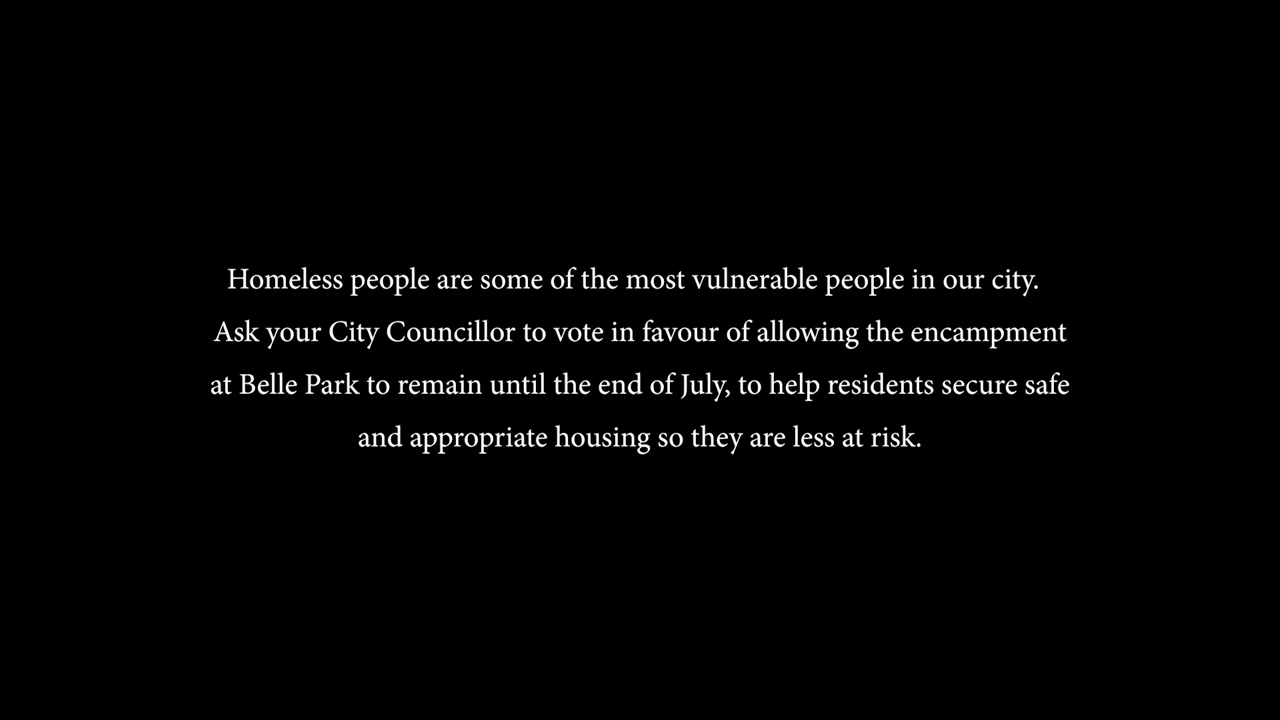 Homeless people are some of the most vulnerable people in our city.
Ask your City Councillor to vote in favour of allowing the encampment
at Belle Park to remain until the end of July, to help residents secure safe
and appropriate housing so they are less at risk.